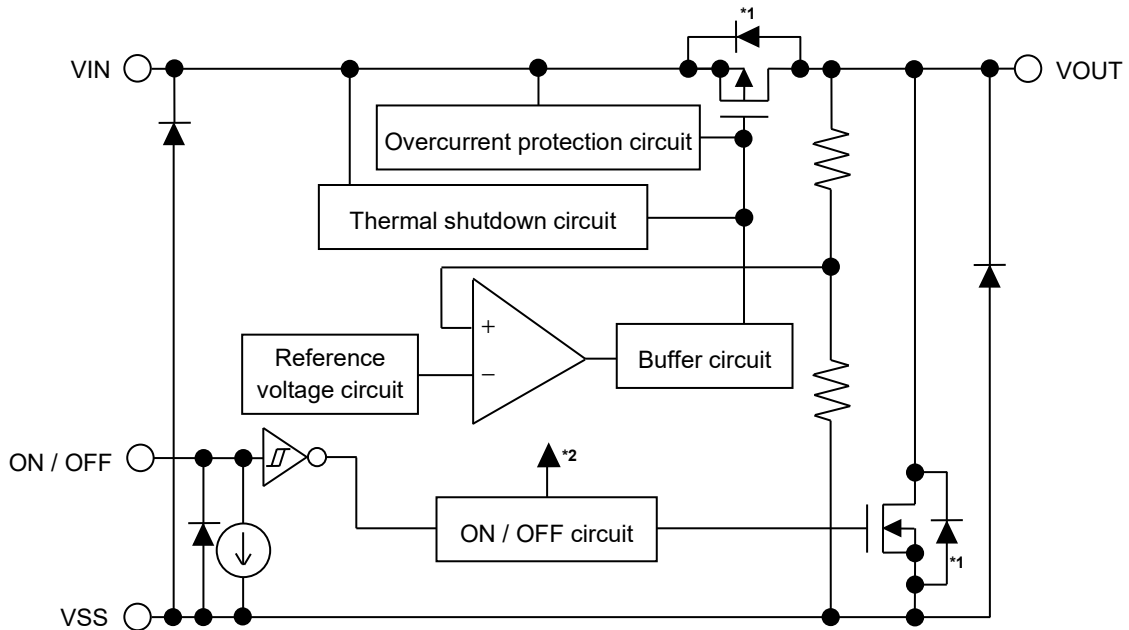 *1
VIN
VOUT
Overcurrent protection circuit
Thermal shutdown circuit
+
Reference
voltage circuit
−
Buffer circuit
ON / OFF
*2
ON / OFF circuit
*1
VSS